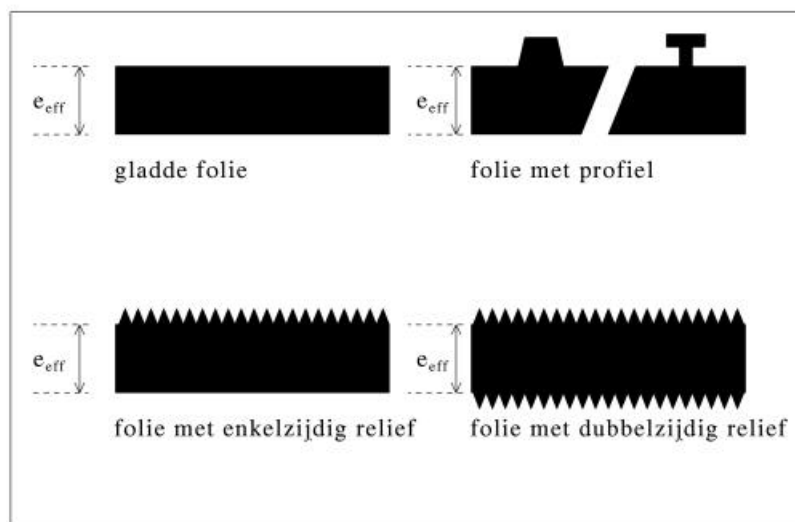 e_eff
e_eff
gladde folie
folie met profiel
e_eff
e_eff
folie met enkelzijdig relief
folie met dubbelzijdig relief